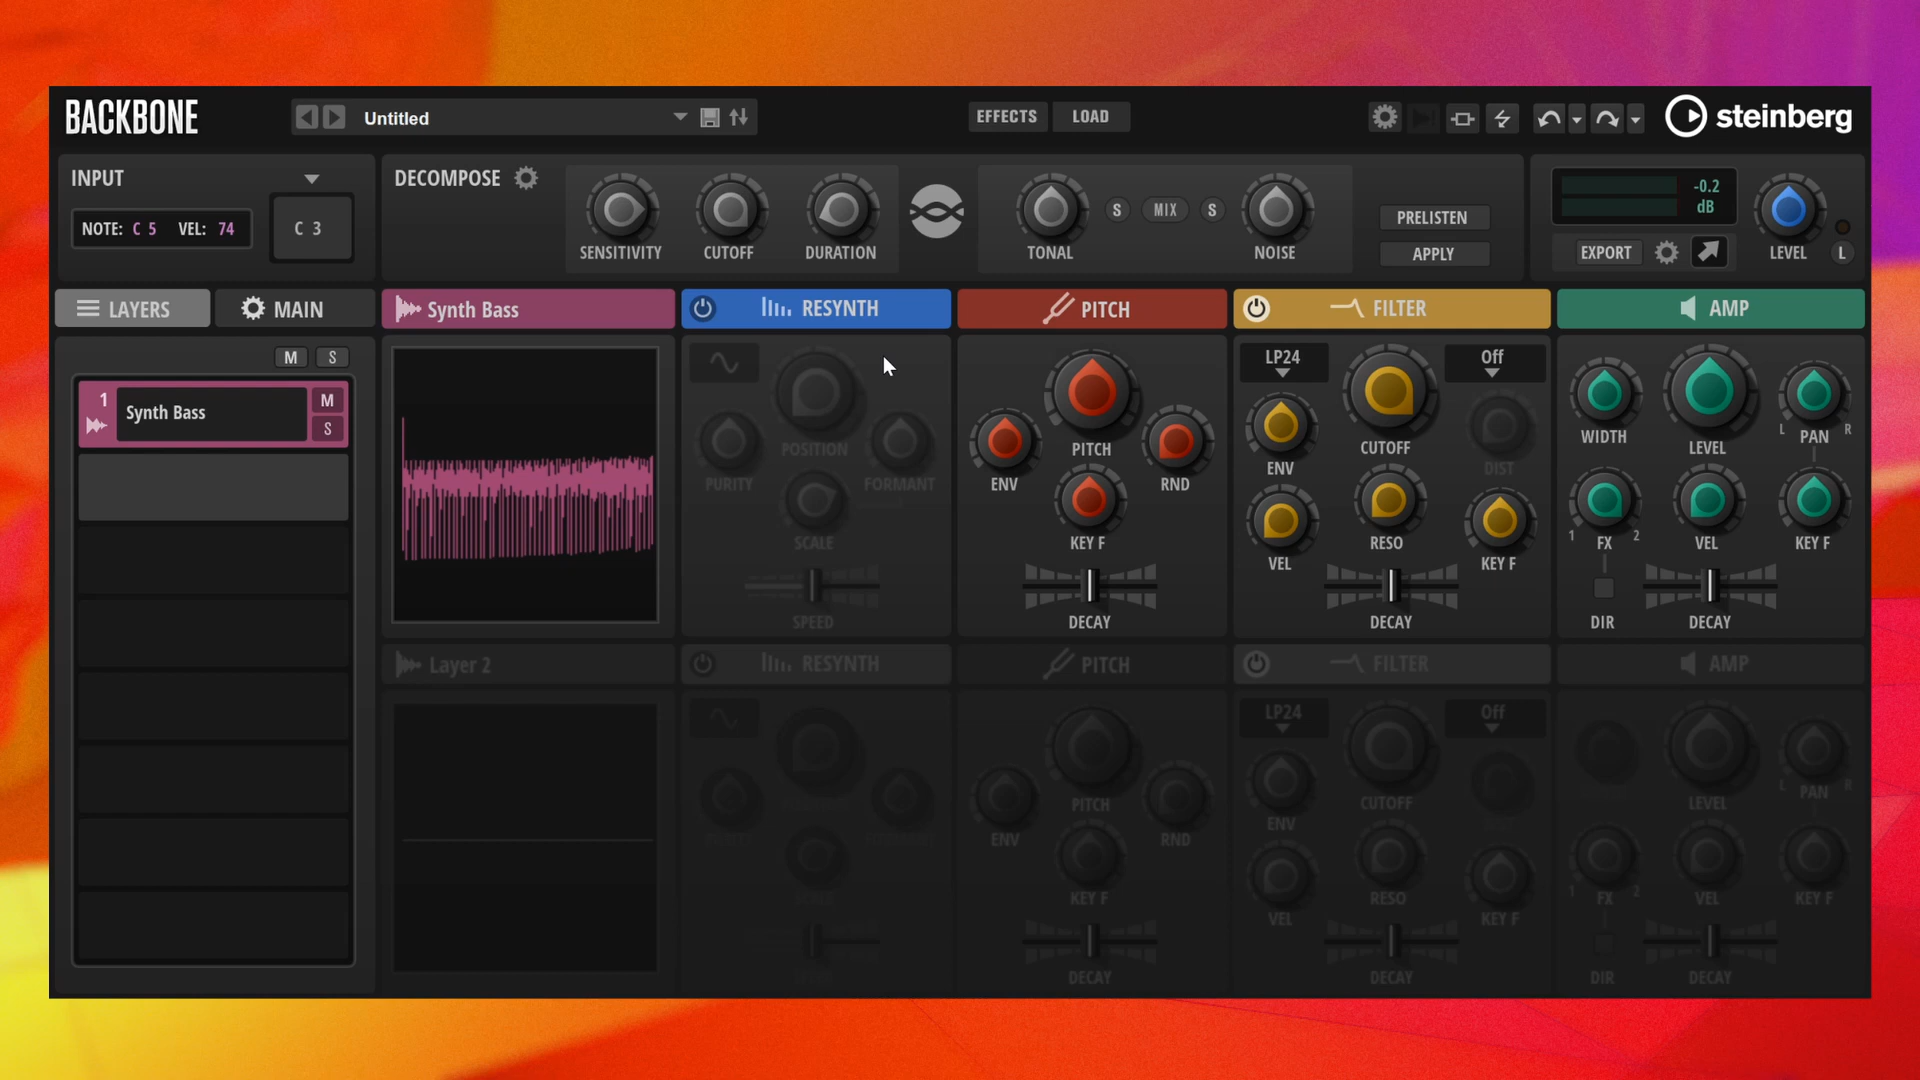 BACKBONE
Untitled
EFFECTS
LOAD
steinberg
INPUT
NOTE: C 5 VEL: 74
C 3
DECOMPOSE
SENSITIVITY
CUTOFF
DURATION
TONAL
S
MIX
S
NOISE
PRELISTEN
APPLY
-0.2
dB
EXPORT
LEVEL
L
LAYERS
MAIN
Synth Bass
RESYNTH
PITCH
FILTER
AMP
M
S
1
Synth Bass
M
S
POSITION
PURITY
FORMANT
SCALE
SPEED
PITCH
ENV
RND
KEY F
DECAY
LP24
Off
CUTOFF
ENV
DIST
VEL
RESO
KEY F
DECAY
WIDTH
LEVEL
L PAN R
1 FX 2
VEL
KEY F
DIR
DECAY
Layer 2
RESYNTH
PITCH
FILTER
AMP
PITCH
ENV
RND
KEY F
DECAY
LP24
Off
CUTOFF
ENV
VEL
RESO
KEY F
DECAY
LEVEL
L PAN R
1 FX 2
VEL
KEY F
DIR
DECAY